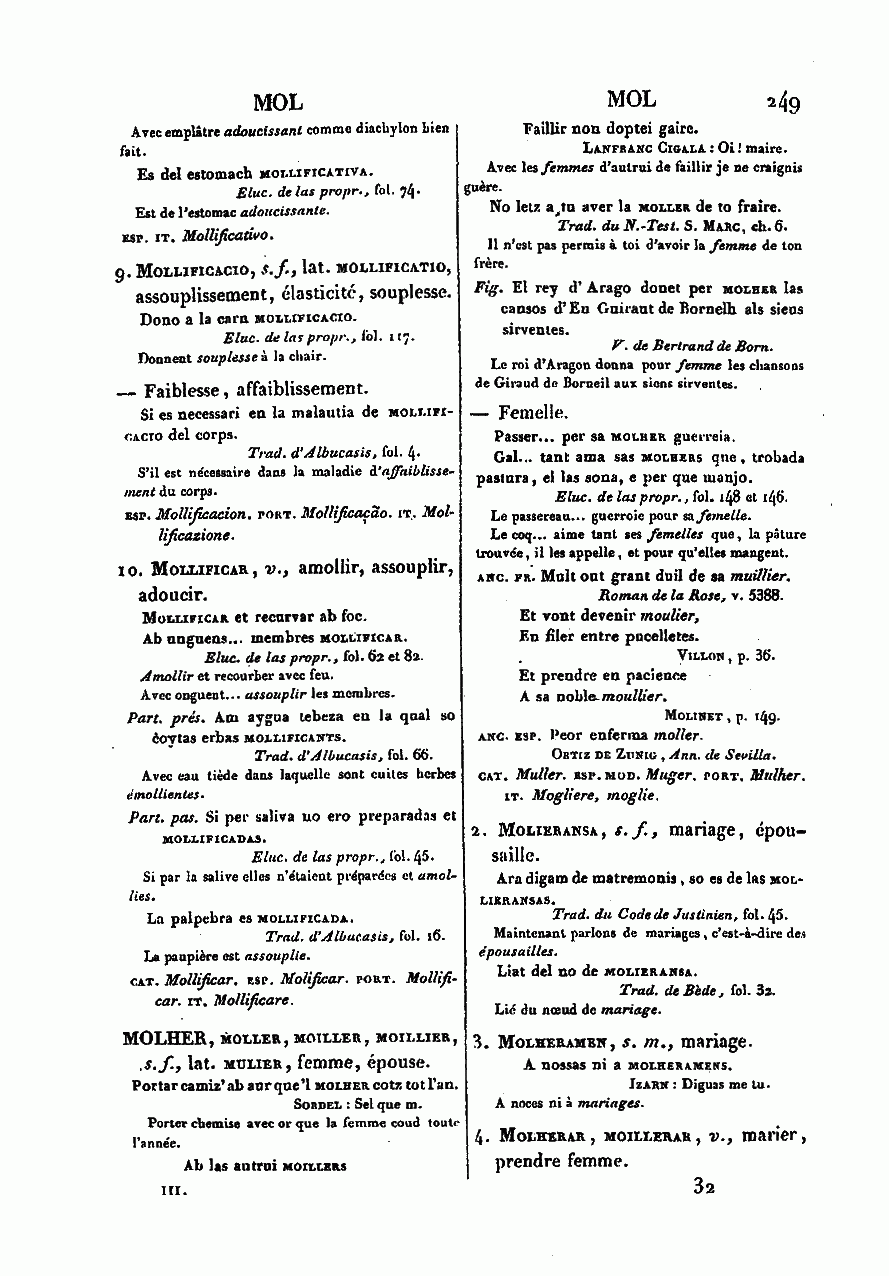 MOL
Avec emplâtre adoucissant comme diachylon bien
fait.
Es del estomach MOLLIFICATIVA.
Eluc. de las propr., fol. 74.
Est de l'estomac adoucissante.
ESP. IT. Mollificativo.
9. MOLLIFICACIO, s. f., lat. MOLLIFICATIO,
assouplissement, élasticité, souplesse.
Dono a la carn MOLLIFICACIO.
Eluc. de las propr., fol. 117.
Donnent souplesse à la chair.
— Faiblesse, affaiblissement.
Si es necessari en la malautia de MOLLIFI-
CACIO del corps.
Trad. d'Albucasis, fol. 4.
S'il est nécessaire dans la maladie d'affaiblisse-
ment du corps.
ESP. Mollificacion. PORT. Mollificação. IT. Mol-
lificazione.
10. MOLLIFICAR, v., amollir, assouplir,
adoucir.
MOLLIFICAR et recurvar ab foc.
Ab unguens... membres MOLLIFICAR.
Eluc. de las propr., fol. 62 et 82.
Amollir et recourber avec feu.
Avec onguent... assouplir les membres.
Part. prés. Am aygua tebeza en la qual so
coytas erbas MOLLIFICANTS.
Trad. d'Albucasis, fol. 66.
Avec eau tiède dans laquelle sont cuites herbes
émollientes.
Part. pas. Si per saliva no ero preparadas et
MOLLIFICADAS.
Eluc. de las propr., fol. 45.
Si par la salive elles n'étaient préparées et amol-
lies.
La palpebra es MOLLIFICADA.
Trad. d'Albucasis, fol. 16.
La paupière est assouplie.
CAT. Mollificar. ESP. Molificar. PORT. Mollifi-
car. IT. Mollificare.
MOLHER, MOLLER, MOILLER, MOILLIER,
s. f., lat. MULIER, femme, épouse.
Portar camiz' ab aur que'l MOLHER cotz tot l'an.
SORDEL : Sel que m.
Porter chemise avec or que la femme coud toute
l'année.
Ab las autrui MOILLERS
III.
MOL 249
Faillir non doptei gaire.
LANFRANC CIGALA : Oi ! maire.
Avec les femmes d'autrui de faillir je ne craignis
guère.
No letz a tu aver la MOLLER de to fraire.
Trad. du N.-Test. S. MARC, ch. 6.
Il n'est pas permis à toi d'avoir la femme de ton
frère.
Fig. El rey d'Arago donet per MOLHER las
cansos d'En Guiraut de Bornelh als siens
sirventes.
V. de Bertrand de Born.
Le roi d'Aragon donna pour femme les chansons
de Giraud de Borneil aux siens sirventes.
— Femelle.
Passer... per sa MOLHER guerreia.
Gal... tant ama sas MOLHERS que, trobada
pastura, el las sona, e per que manjo.
Eluc. de las propr., fol. 148 et 146.
Le passereau... guerroie pour sa femelle.
Le coq... aime tant ses femelles que, la pâture
trouvée, il les appelle, et pour qu'elles mangent.
ANC. FR. Mult ont grant duil de sa muillier.
Roman de la Rose, v. 5388.
Et vont devenir moulier,
En filer entre pucelletes.
VILLON, p. 36.
Et prendre en pacience
A sa noble moullier.
MOLINET, p. 149.
ANC. ESP. Peor enferma moller.
ORTIZ DE ZUNIG, Ann. de Sevilla.
CAT. Muller. ESP. MOD. Muger. PORT. Mulher.
IT. Mogliere, moglie.
2. MOLIERANSA, s. f., mariage, épou-
saille.
Ara digam de matremonis, so es de las MOL-
LIERANSAS.
Trad. du Code de Justinien, fol. 45.
Maintenant parlons de mariages, c'est-à-dire des
épousailles.
Liat del no de MOLIERANSA.
Trad. de Bède, fol. 32.
Lié du nœud de mariage.
3. MOLHERAMEN, s. m., mariage.
A nossas ni a MOLHERAMENS.
IZARN : Diguas me tu.
A noces ni à mariages.
4. MOLHERAR, MOILLERAR, v., marier,
prendre femme.
32